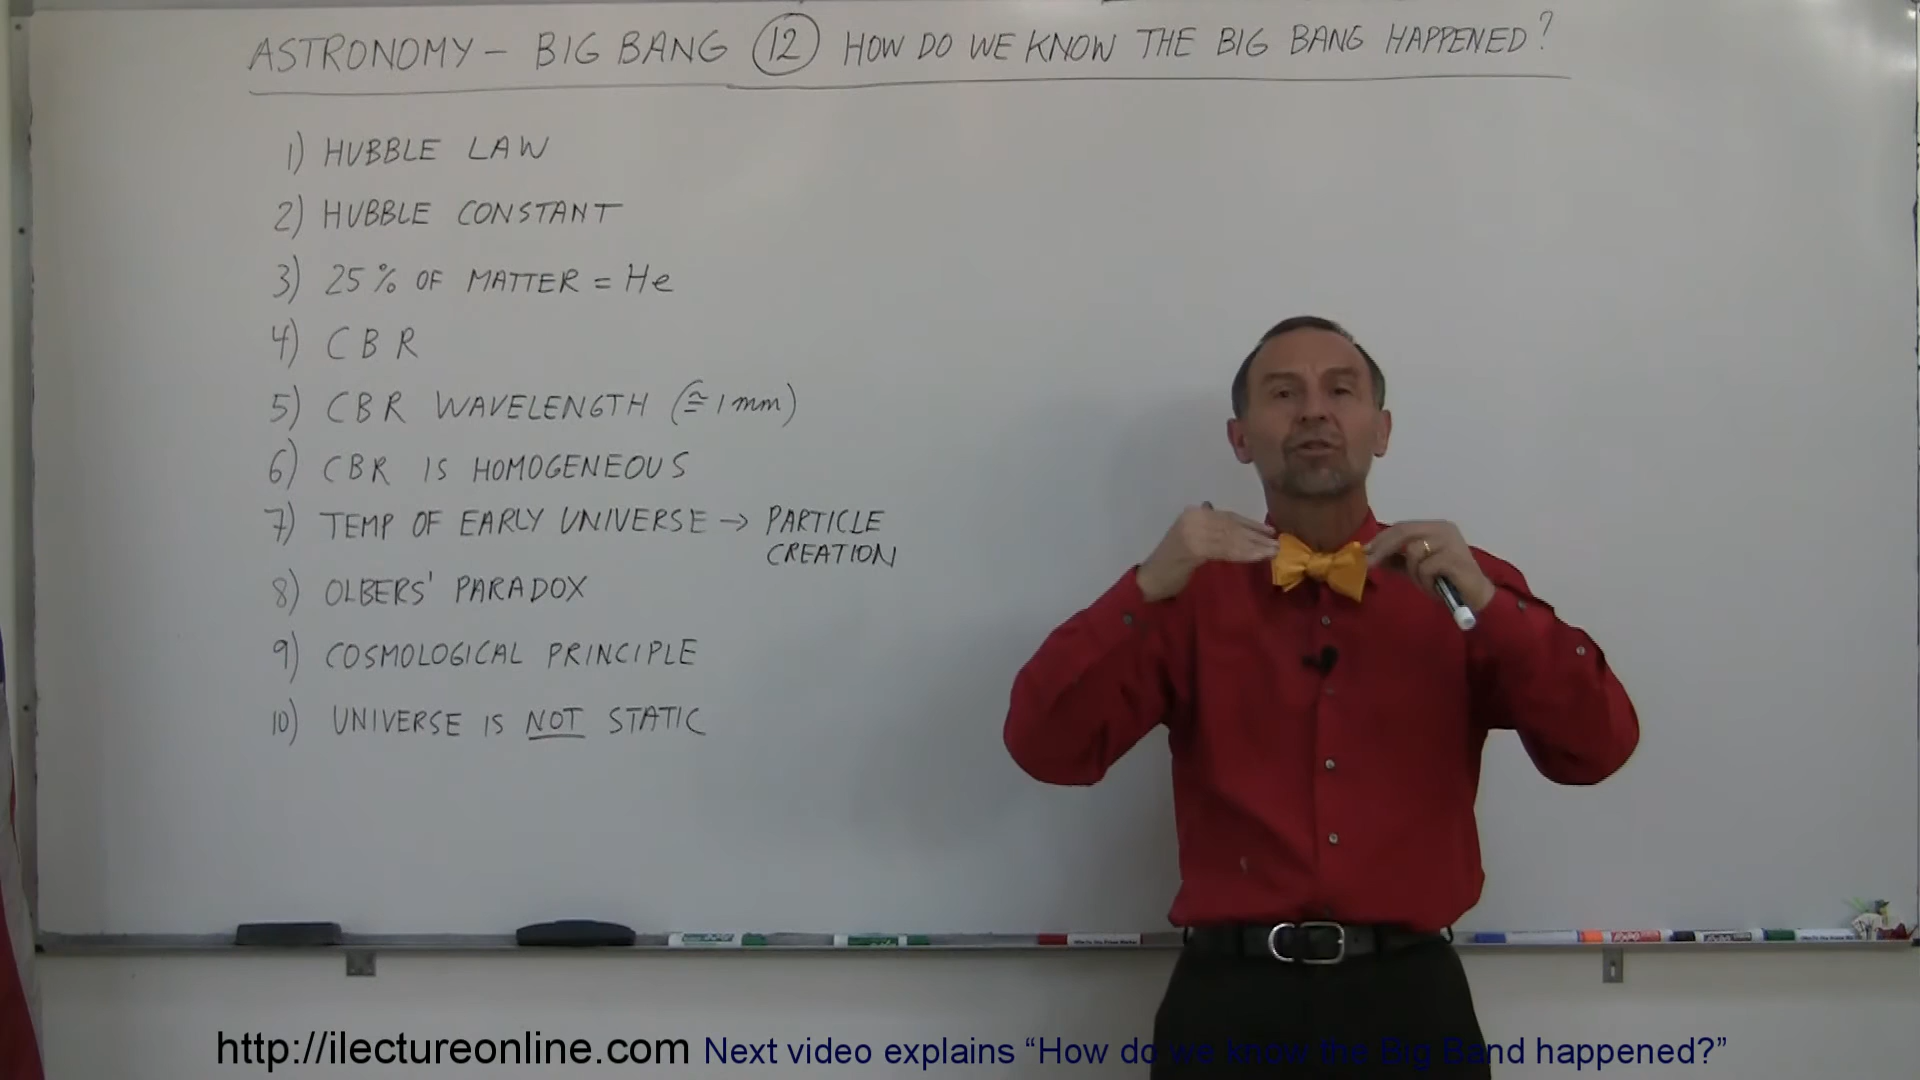 ASTRONOMY – BIG BANG 12 HOW DO WE KNOW THE BIG BANG HAPPENED?
1) HUBBLE LAW
2) HUBBLE CONSTANT
3) 25% OF MATTER = He
4) CBR
5) CBR WAVELENGTH (≅ 1 mm)
6) CBR IS HOMOGENEOUS
7) TEMP OF EARLY UNIVERSE → PARTICLE
CREATION
8) OLBERS' PARADOX
9) COSMOLOGICAL PRINCIPLE
10) UNIVERSE IS NOT STATIC
http://ilectureonline.com Next video explains “How do we know the Big Band happened?”